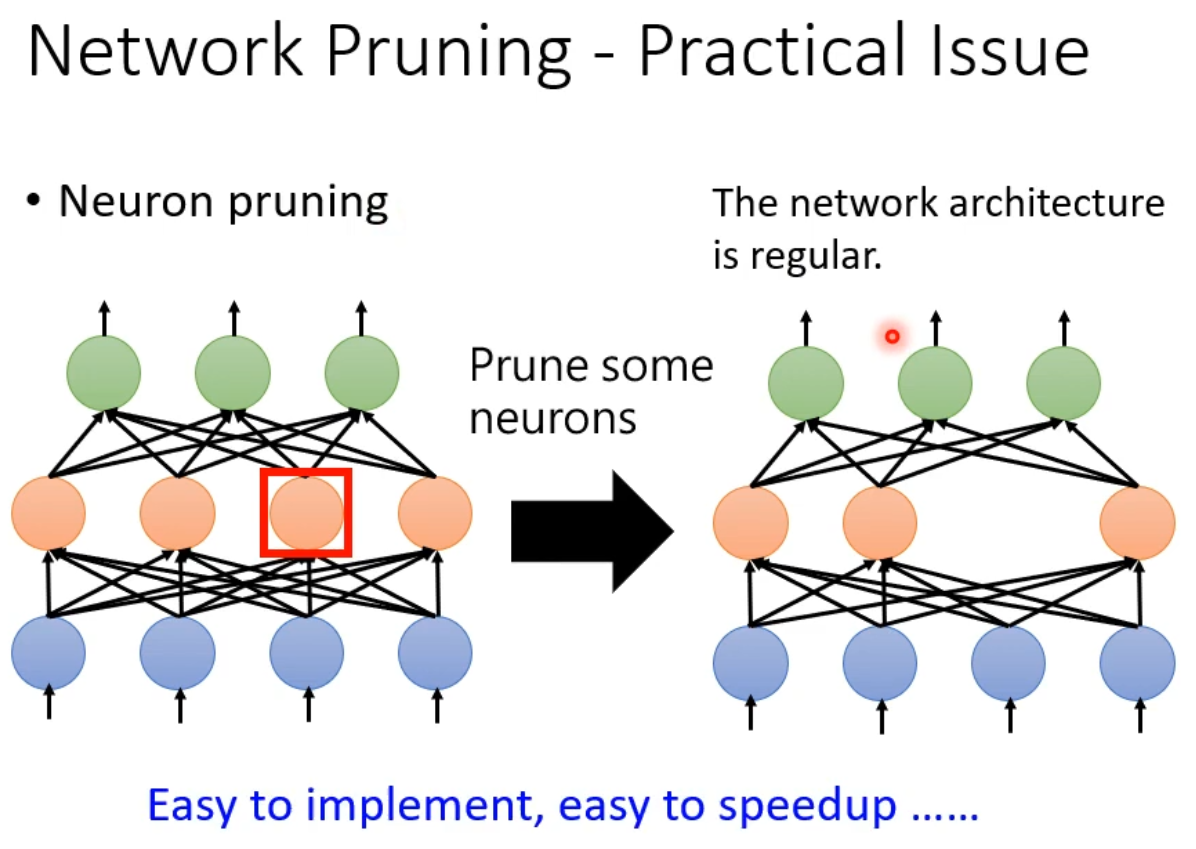 Network Pruning - Practical Issue
• Neuron pruning
The network architecture
is regular.
Prune some
neurons
Easy to implement, easy to speedup ......